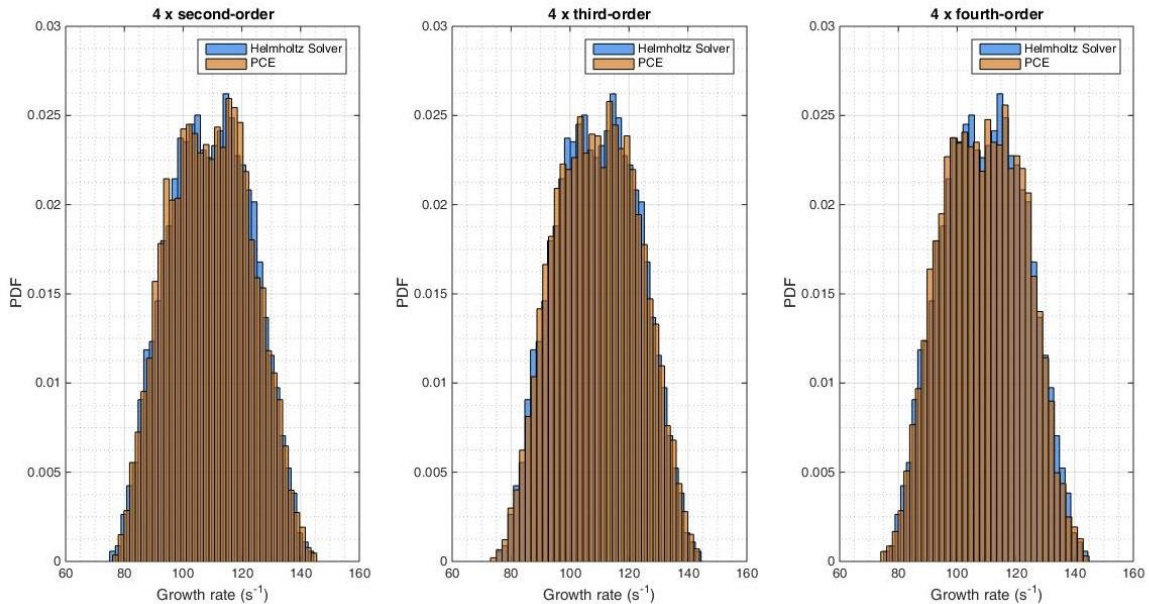 4 x second-order
0.03
0.025
0.02
0.015
0.01
0.005
0
PDF
Helmholtz Solver
PCE
60 80 100 120 140 160
Growth rate (s⁻¹)
4 x third-order
0.03
0.025
0.02
0.015
0.01
0.005
0
PDF
Helmholtz Solver
PCE
60 80 100 120 140 160
Growth rate (s⁻¹)
4 x fourth-order
0.03
0.025
0.02
0.015
0.01
0.005
0
PDF
Helmholtz Solver
PCE
60 80 100 120 140 160
Growth rate (s⁻¹)